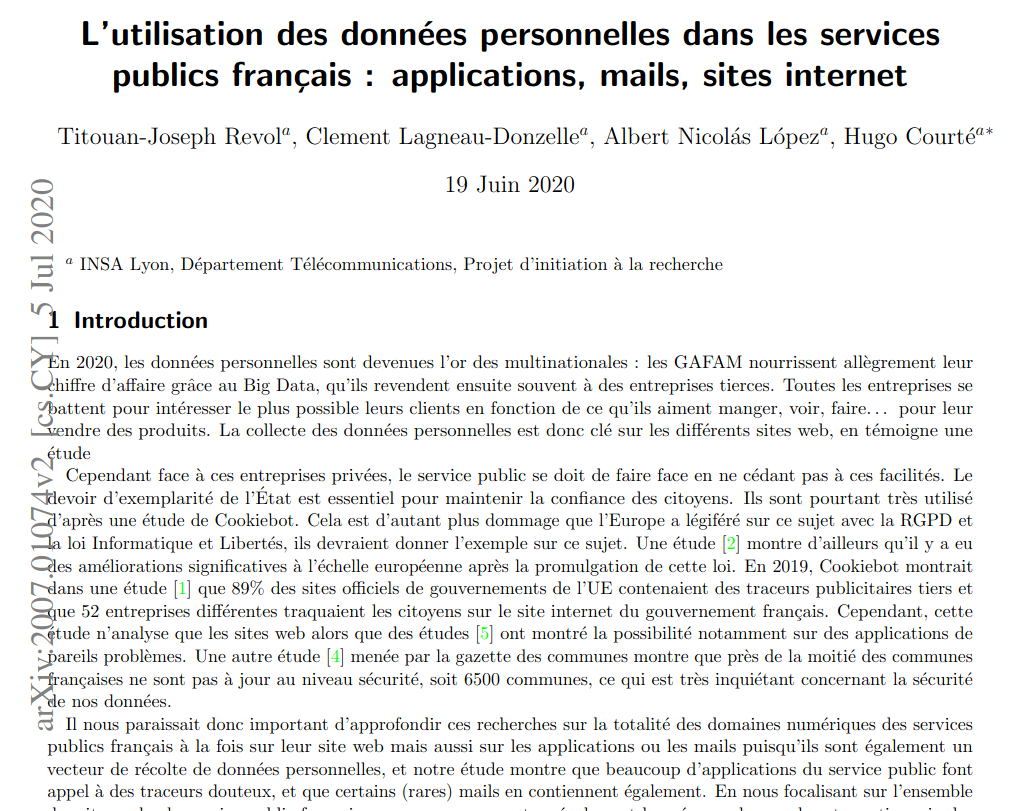 L'utilisation des données personnelles dans les services
publics français : applications, mails, sites internet
Titouan-Joseph Revolᵃ, Clement Lagneau-Donzelleᵃ, Albert Nicolás Lópezᵃ, Hugo Courtéᵃ*
19 Juin 2020
ᵃ INSA Lyon, Département Télécommunications, Projet d'initiation à la recherche
arXiv:2007.01074v2 [cs.CY] 5 Jul 2020
1 Introduction
En 2020, les données personnelles sont devenues l'or des multinationales : les GAFAM nourrissent allègrement leur
chiffre d'affaire grâce au Big Data, qu'ils revendent ensuite souvent à des entreprises tierces. Toutes les entreprises se
battent pour intéresser le plus possible leurs clients en fonction de ce qu'ils aiment manger, voir, faire... pour leur
vendre des produits. La collecte des données personnelles est donc clé sur les différents sites web, en témoigne une
étude
Cependant face à ces entreprises privées, le service public se doit de faire face en ne cédant pas à ces facilités. Le
devoir d'exemplarité de l'État est essentiel pour maintenir la confiance des citoyens. Ils sont pourtant très utilisé
d'après une étude de Cookiebot. Cela est d'autant plus dommage que l'Europe a légiféré sur ce sujet avec la RGPD et
la loi Informatique et Libertés, ils devraient donner l'exemple sur ce sujet. Une étude [2] montre d'ailleurs qu'il y a eu
des améliorations significatives à l'échelle européenne après la promulgation de cette loi. En 2019, Cookiebot montrait
dans une étude [1] que 89% des sites officiels de gouvernements de l'UE contenaient des traceurs publicitaires tiers et
que 52 entreprises différentes traquaient les citoyens sur le site internet du gouvernement français. Cependant, cette
étude n'analyse que les sites web alors que des études [5] ont montré la possibilité notamment sur des applications de
pareils problèmes. Une autre étude [4] menée par la gazette des communes montre que près de la moitié des communes
françaises ne sont pas à jour au niveau sécurité, soit 6500 communes, ce qui est très inquiétant concernant la sécurité
de nos données.
Il nous paraissait donc important d'approfondir ces recherches sur la totalité des domaines numériques des services
publics français à la fois sur leur site web mais aussi sur les applications ou les mails puisqu'ils sont également un
vecteur de récolte de données personnelles, et notre étude montre que beaucoup d'applications du service public font
appel à des traceurs douteux, et que certains (rares) mails en contiennent également. En nous focalisant sur l'ensemble